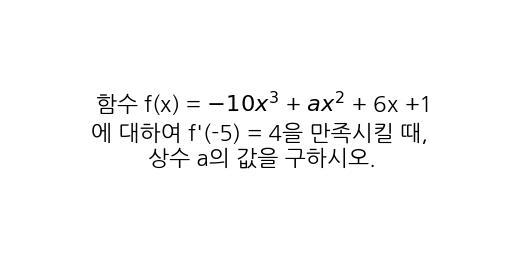 함수 f(x) = −10x³ + ax² + 6x +1
에 대하여 f'(-5) = 4을 만족시킬 때,
상수 a의 값을 구하시오.